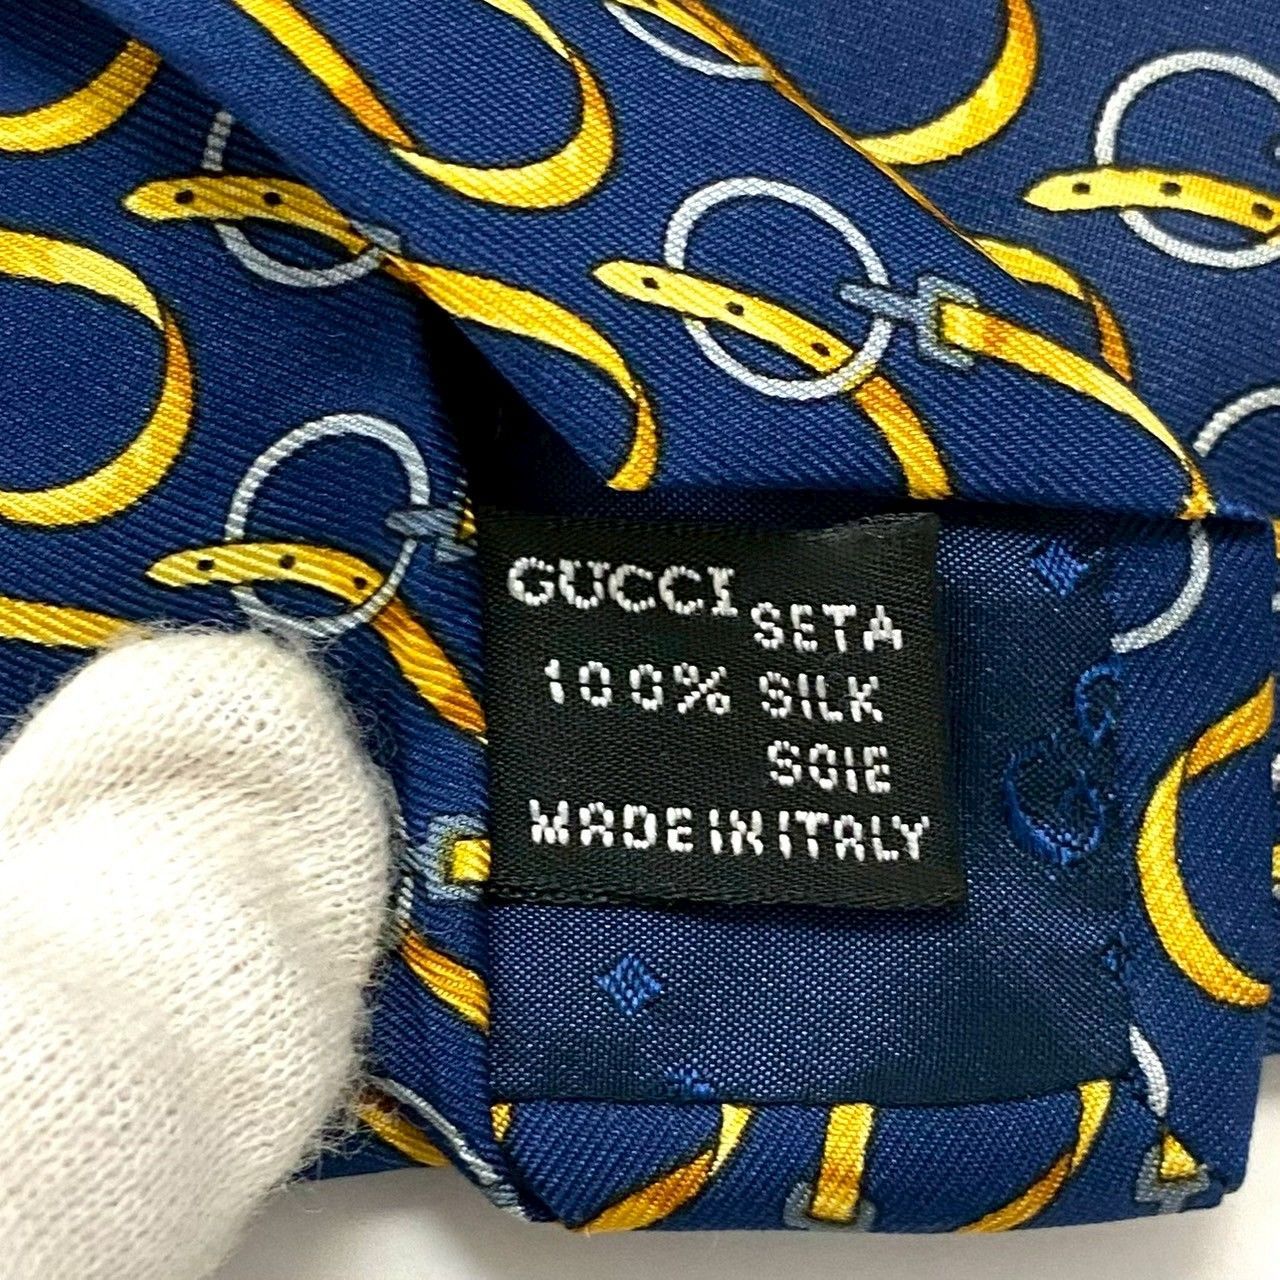 GUCCI SETA
100% SILK
SOIE
MADE IN ITALY